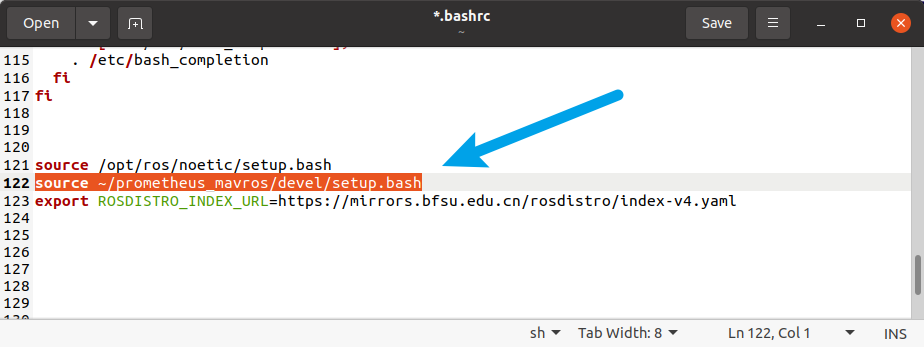 Open
*.bashrc
~
Save
115 . /etc/bash_completion
116 fi
117 fi
118
119
120
121 source /opt/ros/noetic/setup.bash
122 source ~/prometheus_mavros/devel/setup.bash
123 export ROSDISTRO_INDEX_URL=https://mirrors.bfsu.edu.cn/rosdistro/index-v4.yaml
124
125
126
127
128
129
sh Tab Width: 8 Ln 122, Col 1 INS